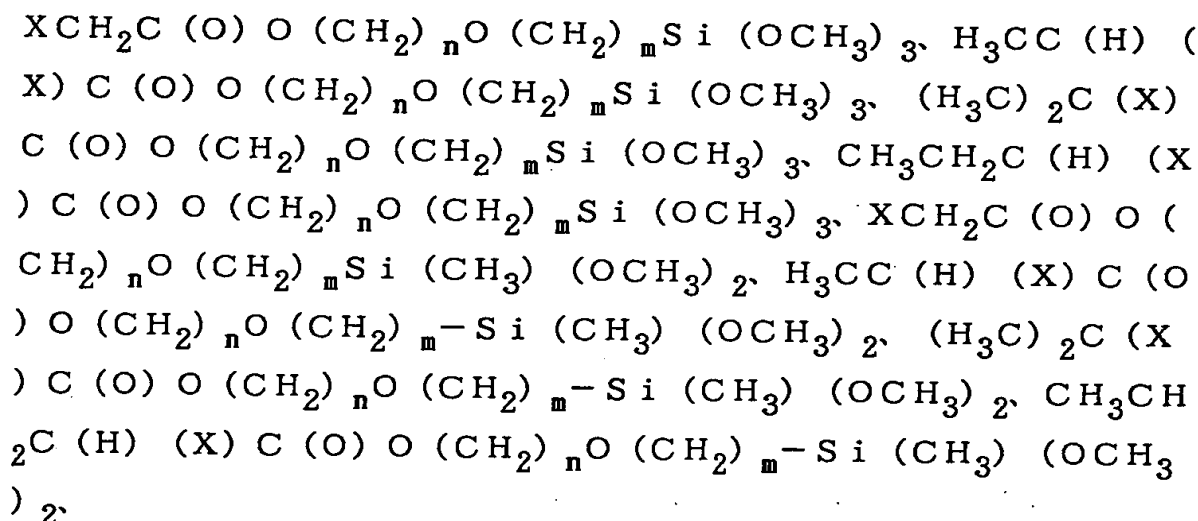 XCH₂C(O)O(CH₂)ₙO(CH₂)ₘSi(OCH₃)₃、H₃CC(H)(
X)C(O)O(CH₂)ₙO(CH₂)ₘSi(OCH₃)₃、(H₃C)₂C(X)
C(O)O(CH₂)ₙO(CH₂)ₘSi(OCH₃)₃、CH₃CH₂C(H)(X
)C(O)O(CH₂)ₙO(CH₂)ₘSi(OCH₃)₃、XCH₂C(O)O(
CH₂)ₙO(CH₂)ₘSi(CH₃)(OCH₃)₂、H₃CC(H)(X)C(O
)O(CH₂)ₙO(CH₂)ₘ−Si(CH₃)(OCH₃)₂、(H₃C)₂C(X
)C(O)O(CH₂)ₙO(CH₂)ₘ−Si(CH₃)(OCH₃)₂、CH₃CH
₂C(H)(X)C(O)O(CH₂)ₙO(CH₂)ₘ−Si(CH₃)(OCH₃
)₂、